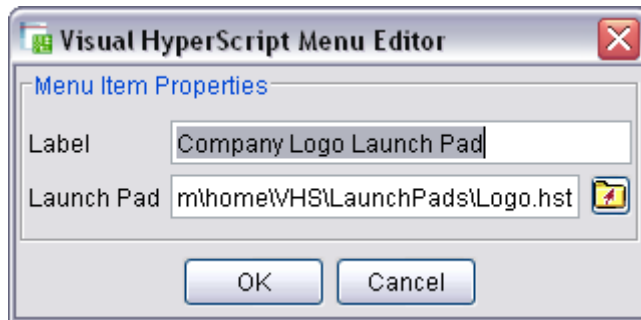 Visual HyperScript Menu Editor
Menu Item Properties
Label Company Logo Launch Pad
Launch Pad m\home\VHS\LaunchPads\Logo.hst
OK Cancel